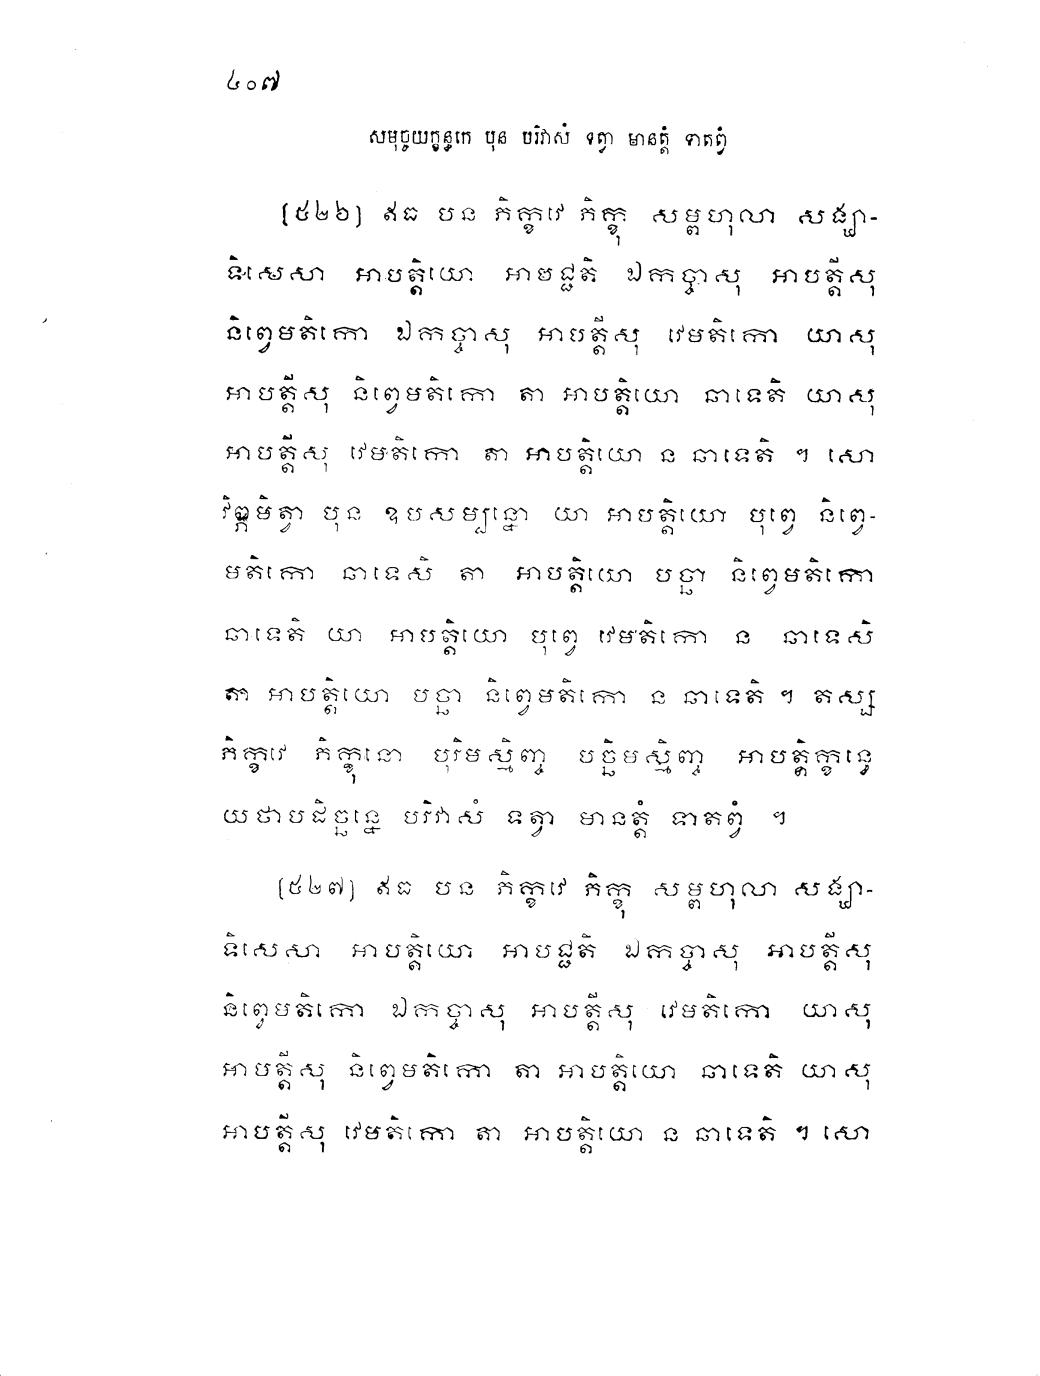 ៤០៧
សមុច្ចយក្ខន្ធកេ បុន បរិវាសំ ទត្វា មានត្តំ ទាតព្វំ
(៥២៦) ឥធ បន ភិក្ខវេ ភិក្ខុ សម្ពហុលា សង្ឃា-
ទិសេសា អាបត្តិយោ អាបជ្ជតិ ឯកច្ចាសុ អាបត្តីសុ
និព្វេមតិកោ ឯកច្ចាសុ អាបត្តីសុ វេមតិកោ យាសុ
អាបត្តីសុ និព្វេមតិកោ តា អាបត្តិយោ ឆាទេតិ យាសុ
អាបត្តីសុ វេមតិកោ តា អាបត្តិយោ ន ឆាទេតិ ។ សោ
វិព្ភមិត្វា បុន ឧបសម្បន្នោ យា អាបត្តិយោ បុព្វេ និព្វេ-
មតិកោ ឆាទេសិ តា អាបត្តិយោ បច្ឆា និព្វេមតិកោ
ឆាទេតិ យា អាបត្តិយោ បុព្វេ វេមតិកោ ន ឆាទេសិ
តា អាបត្តិយោ បច្ឆា និព្វេមតិកោ ន ឆាទេតិ ។ តស្ស
ភិក្ខវេ ភិក្ខុនោ បុរិមស្មិញ្ច បច្ឆិមស្មិញ្ច អាបត្តិក្ខន្ធេ
យថាបដិច្ឆន្នេ បរិវាសំ ទត្វា មានត្តំ ទាតព្វំ ។
(៥២៧) ឥធ បន ភិក្ខវេ ភិក្ខុ សម្ពហុលា សង្ឃា-
ទិសេសា អាបត្តិយោ អាបជ្ជតិ ឯកច្ចាសុ អាបត្តីសុ
និព្វេមតិកោ ឯកច្ចាសុ អាបត្តីសុ វេមតិកោ យាសុ
អាបត្តីសុ និព្វេមតិកោ តា អាបត្តិយោ ឆាទេតិ យាសុ
អាបត្តីសុ វេមតិកោ តា អាបត្តិយោ ន ឆាទេតិ ។ សោ